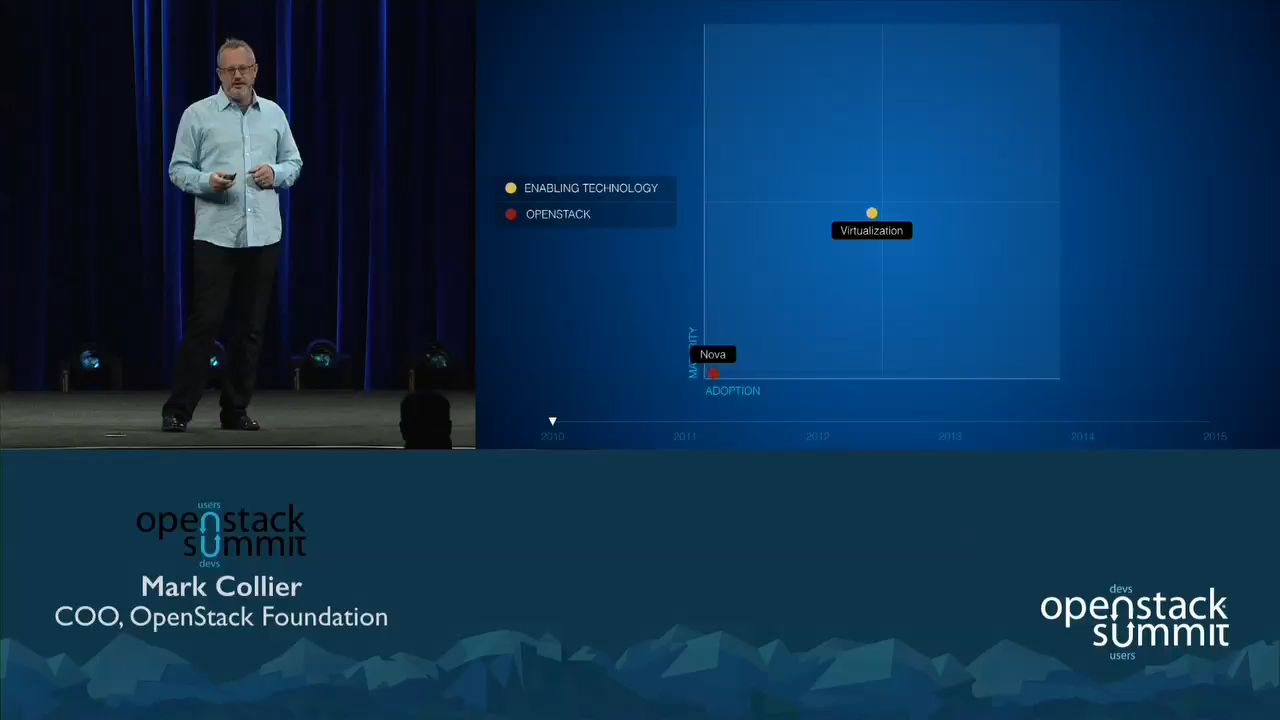 ENABLING TECHNOLOGY
OPENSTACK
Virtualization
MATURITY
Nova
ADOPTION
2010 2011 2012 2013 2014 2015
users
openstack
summit
devs
Mark Collier
COO, OpenStack Foundation
devs
openstack
summit
users